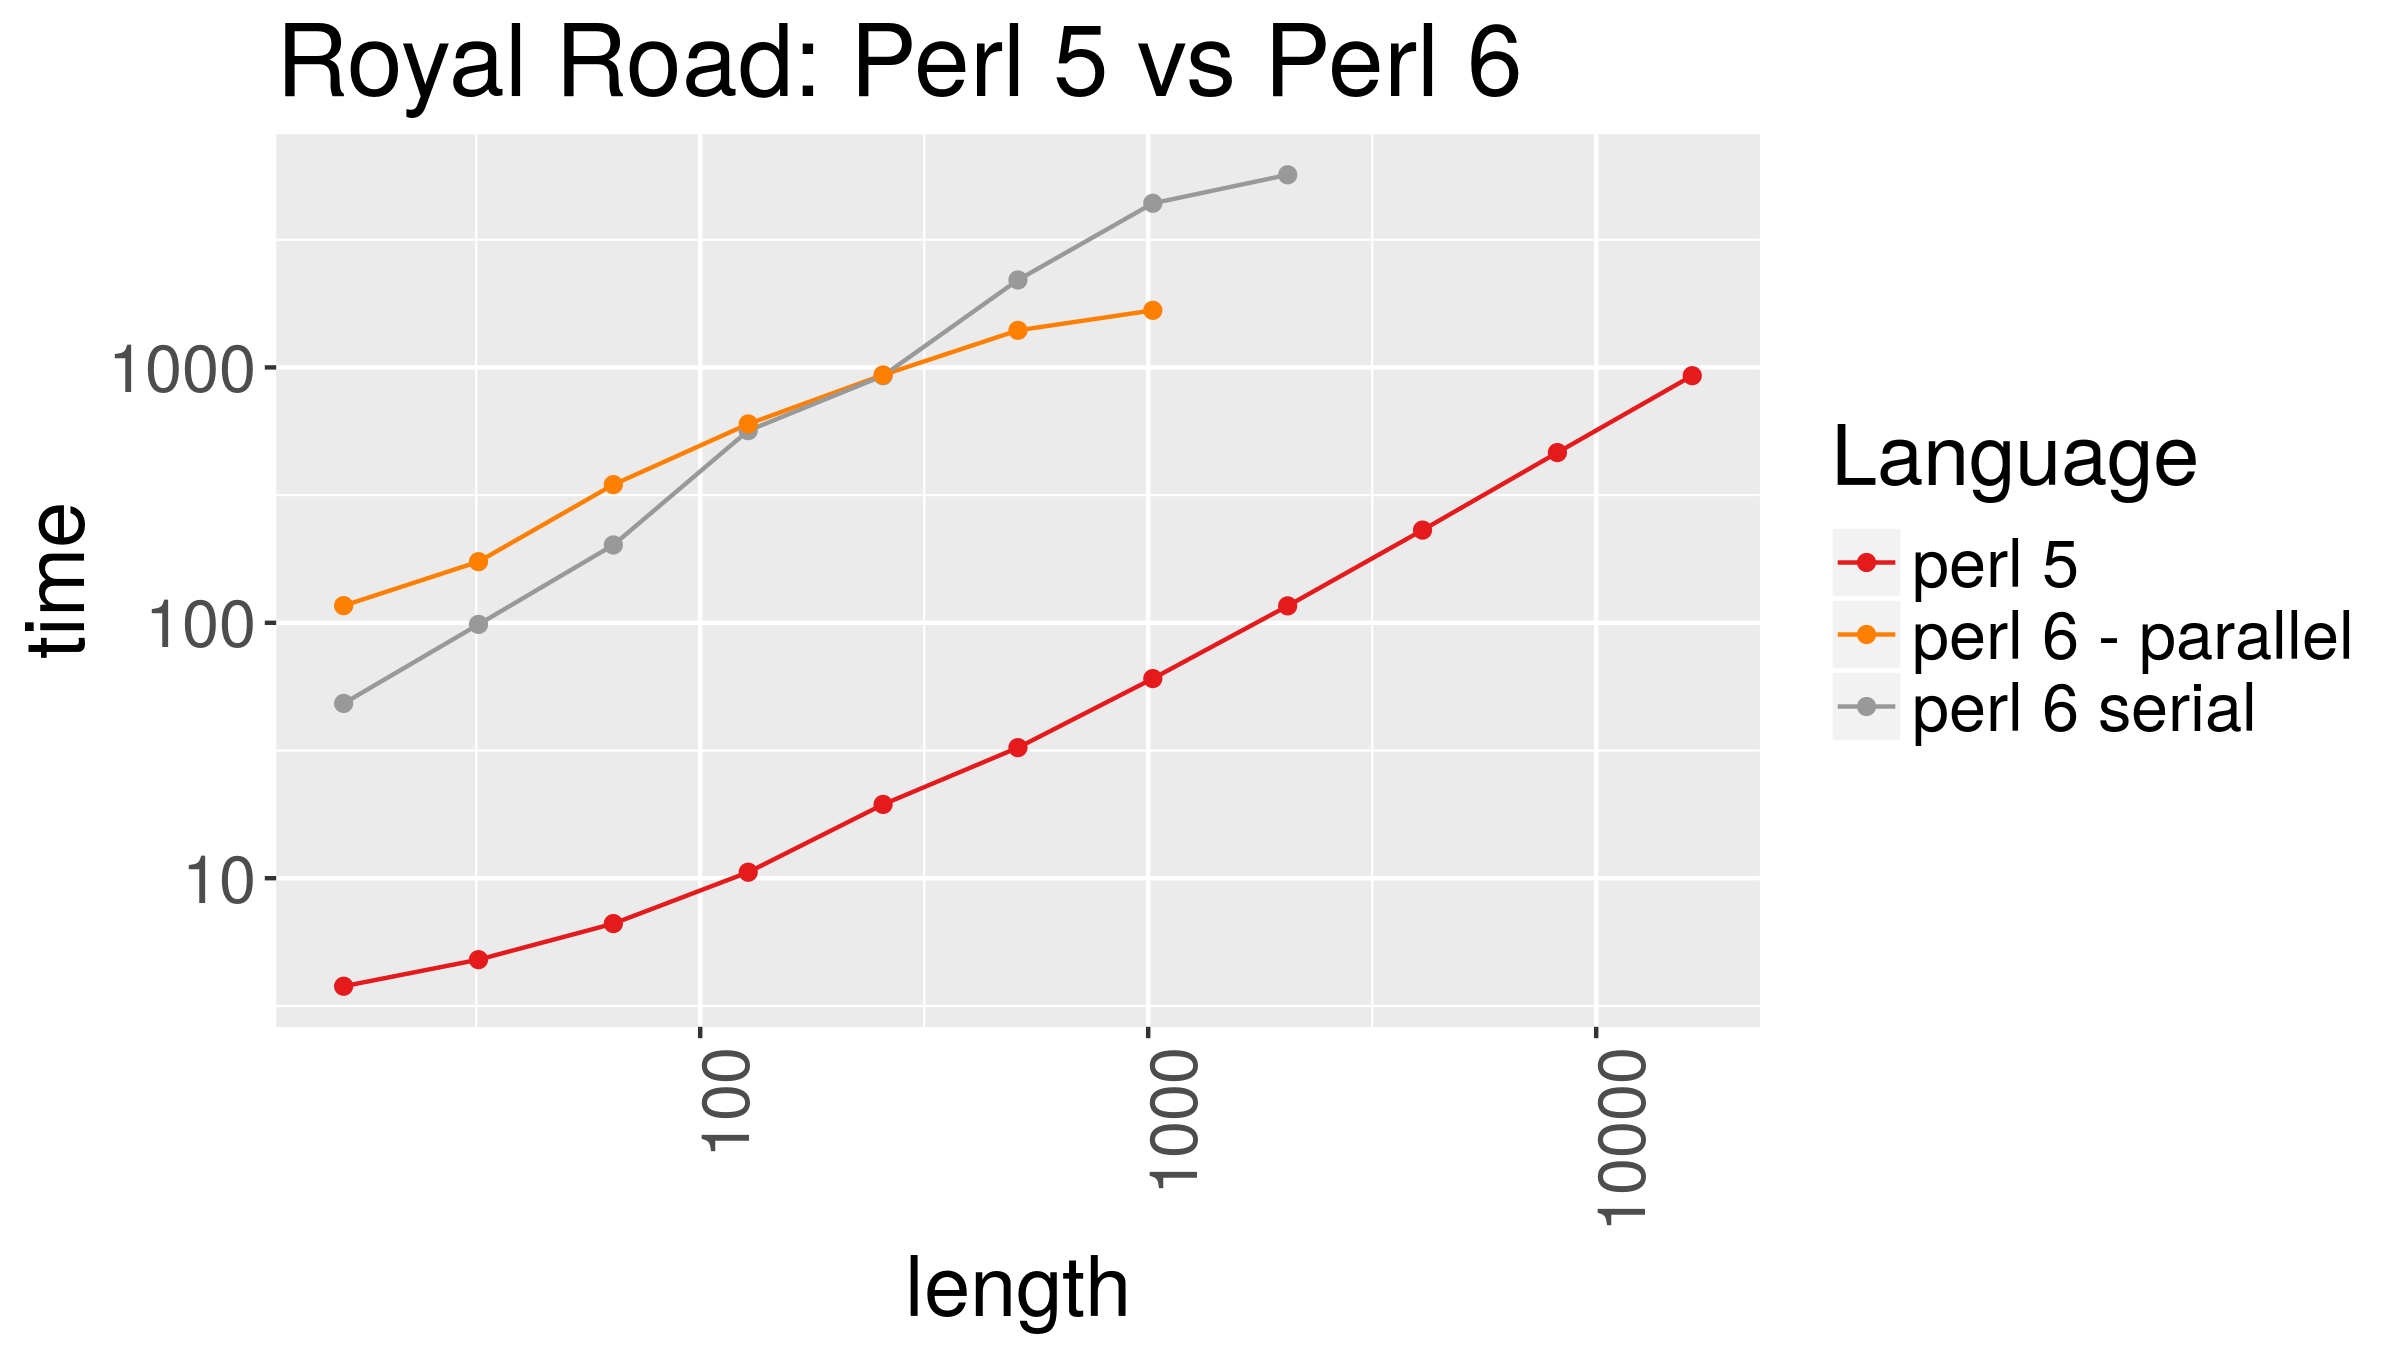 Royal Road: Perl 5 vs Perl 6
time
1000
100
10
1000
10000
100000
length
Language
perl 5
perl 6 - parallel
perl 6 serial